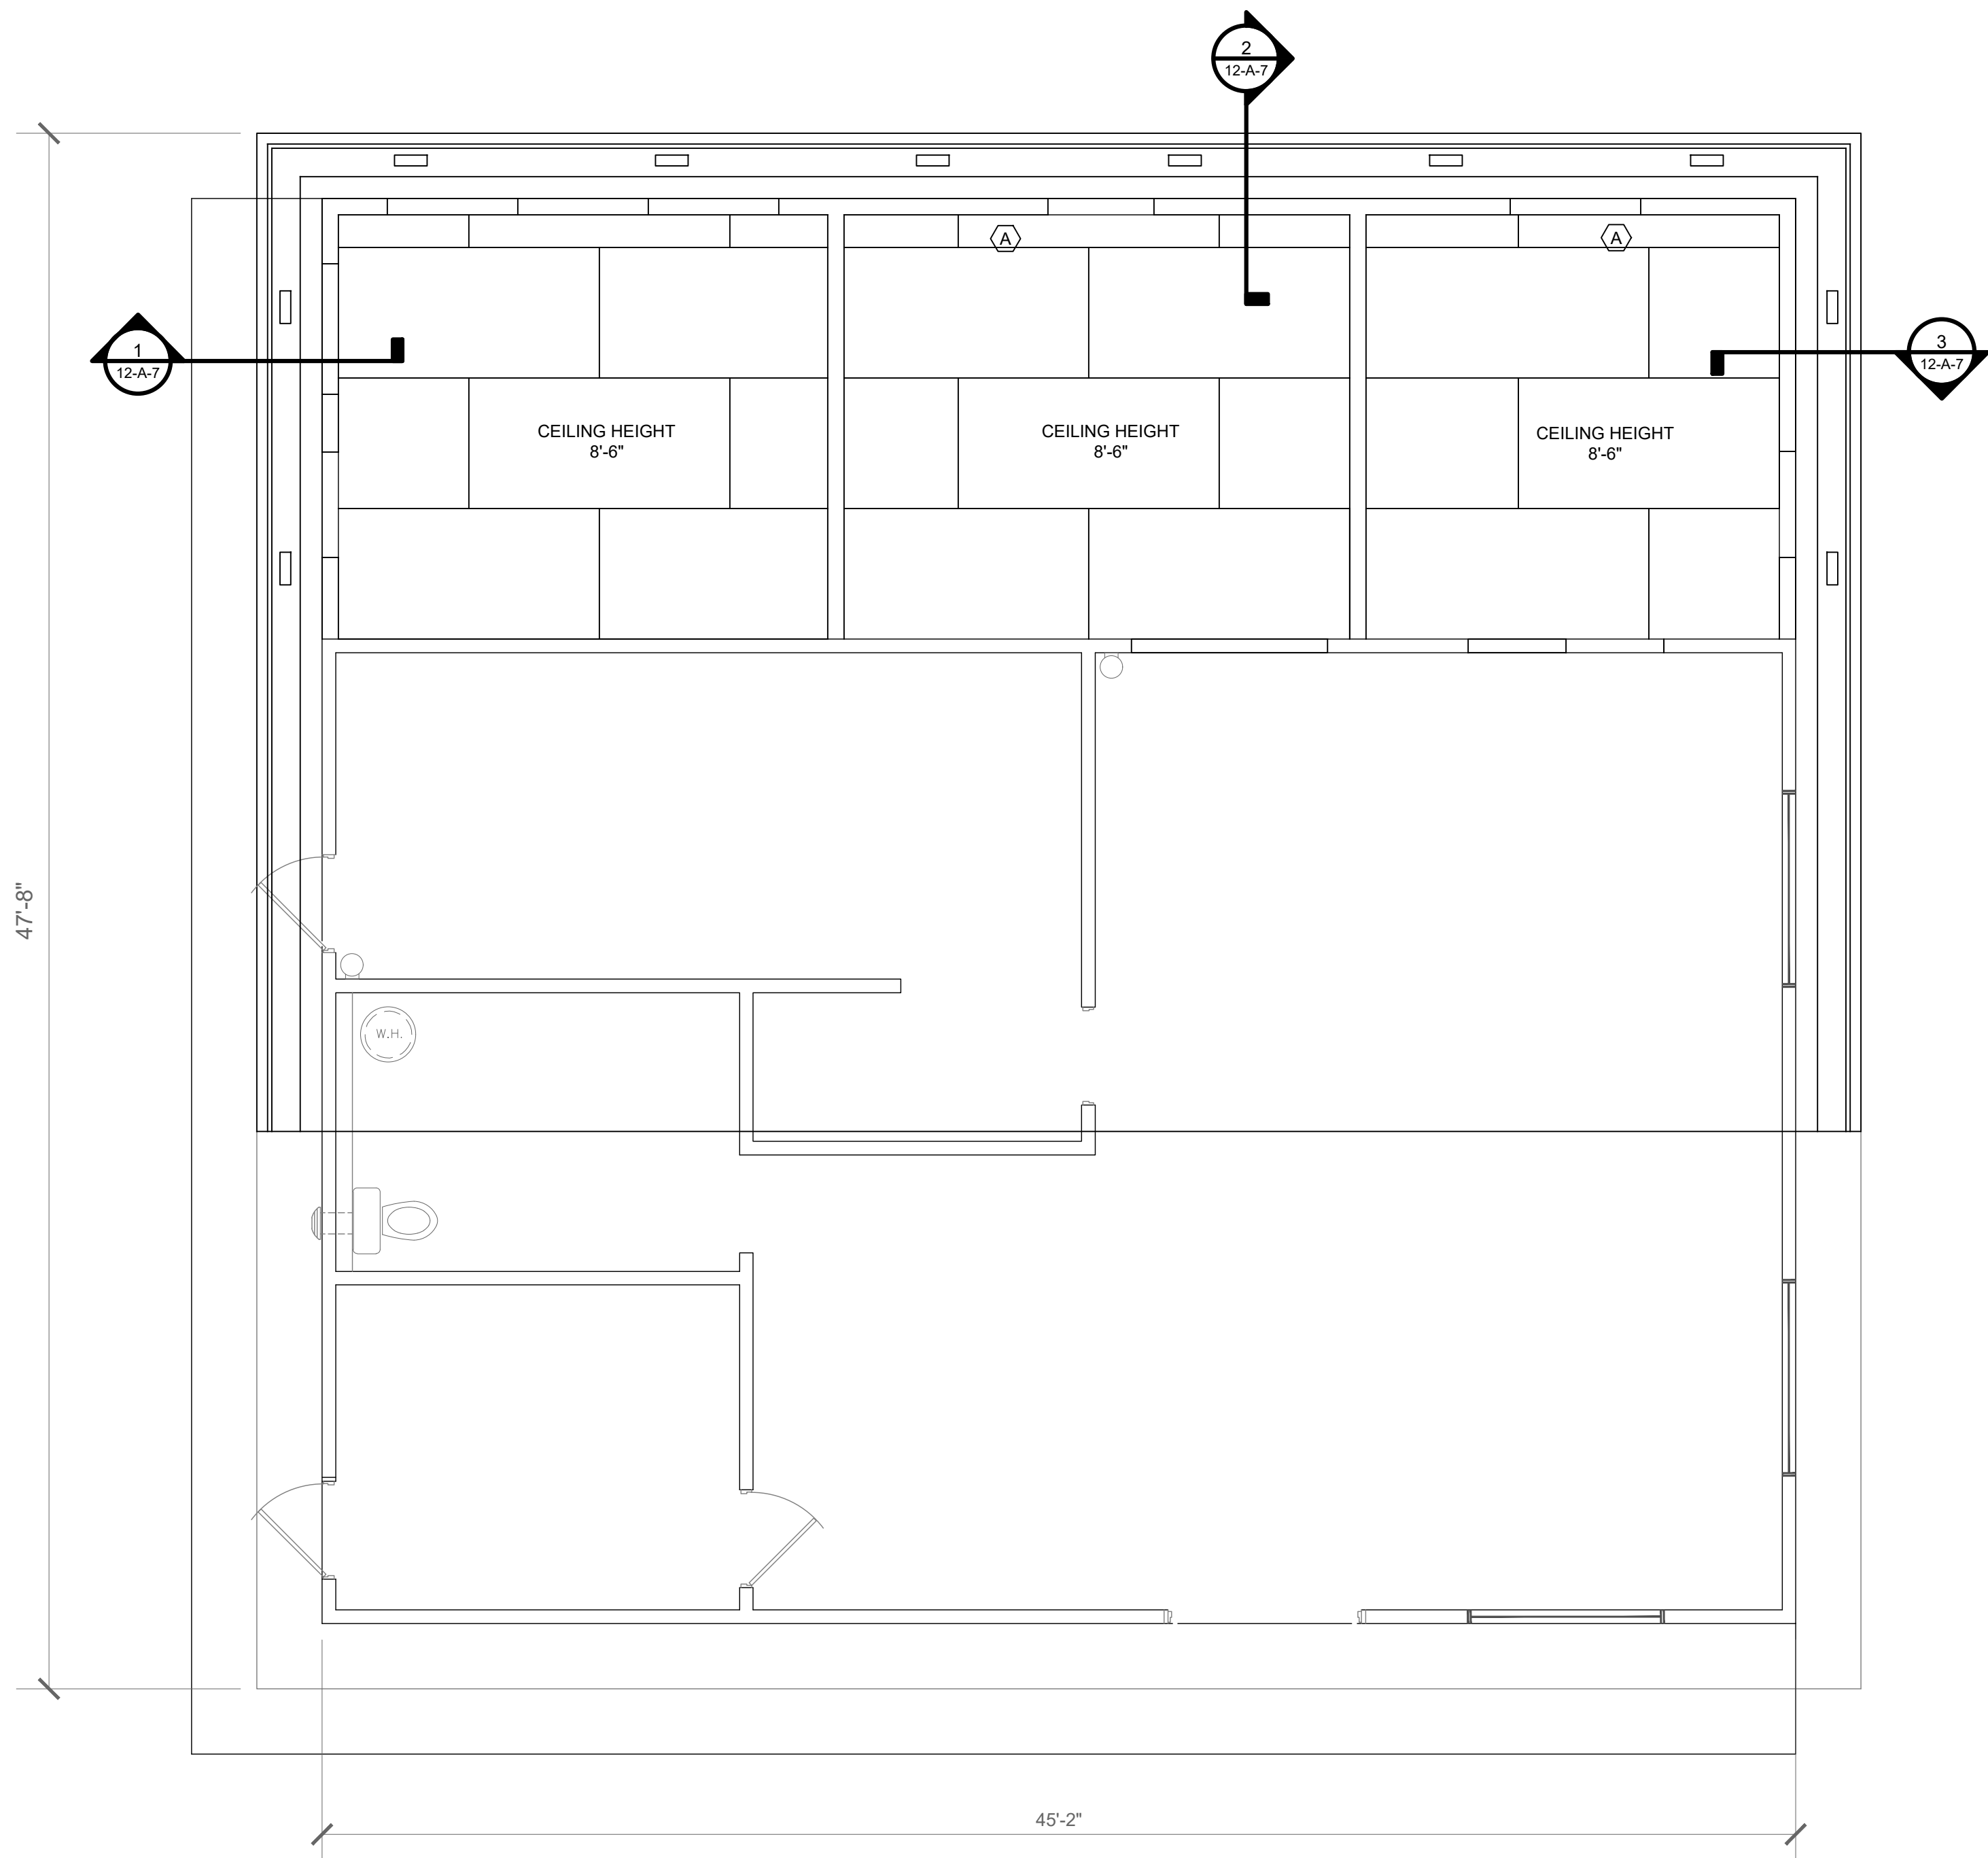 2
12-A-7
A
A
1
12-A-7
3
12-A-7
CEILING HEIGHT
8'-6"
CEILING HEIGHT
8'-6"
CEILING HEIGHT
8'-6"
47'-8"
W.H.
45'-2"